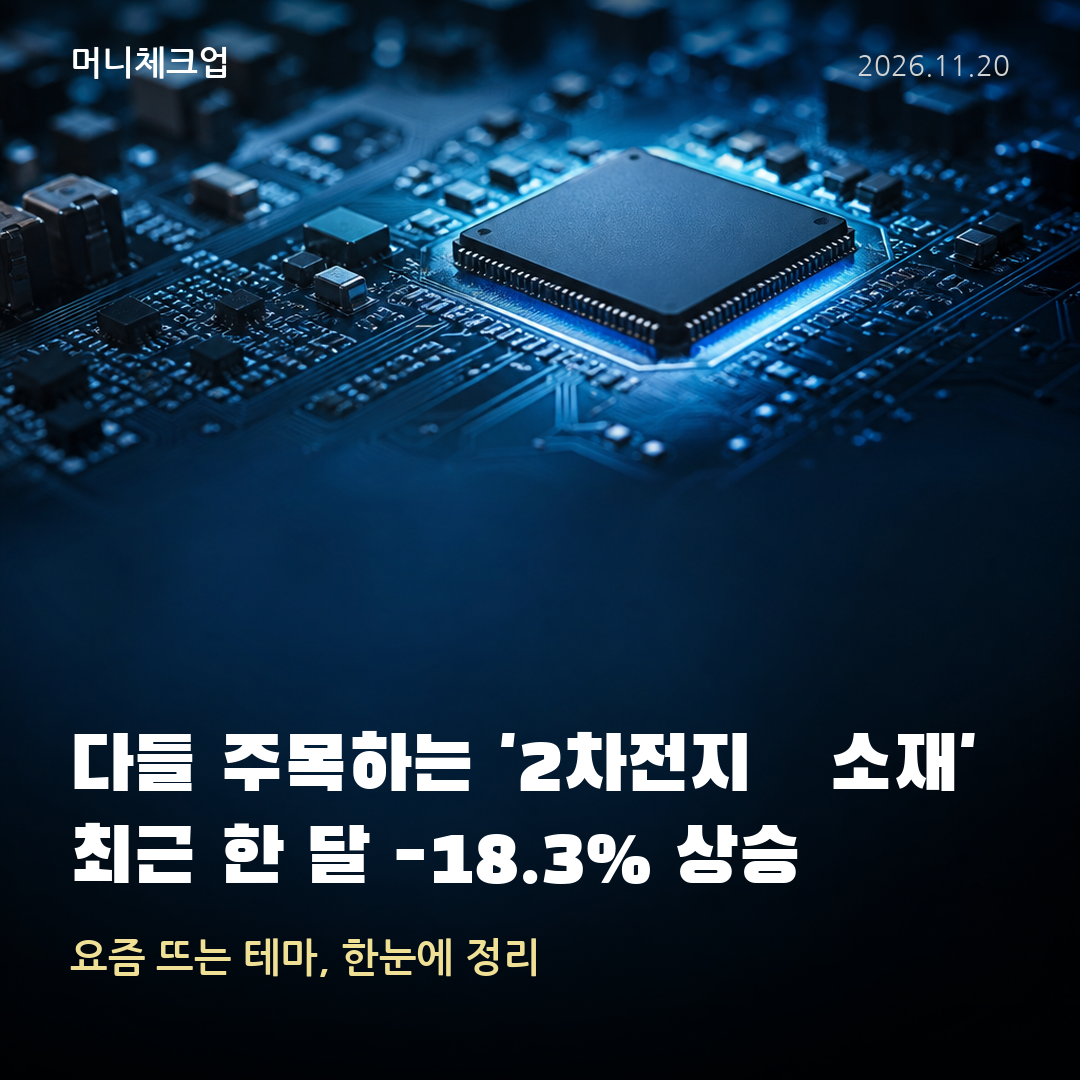 머니체크업
2026.11.20
다들 주목하는 '2차전지   소재'
최근 한 달 -18.3% 상승
요즘 뜨는 테마, 한눈에 정리